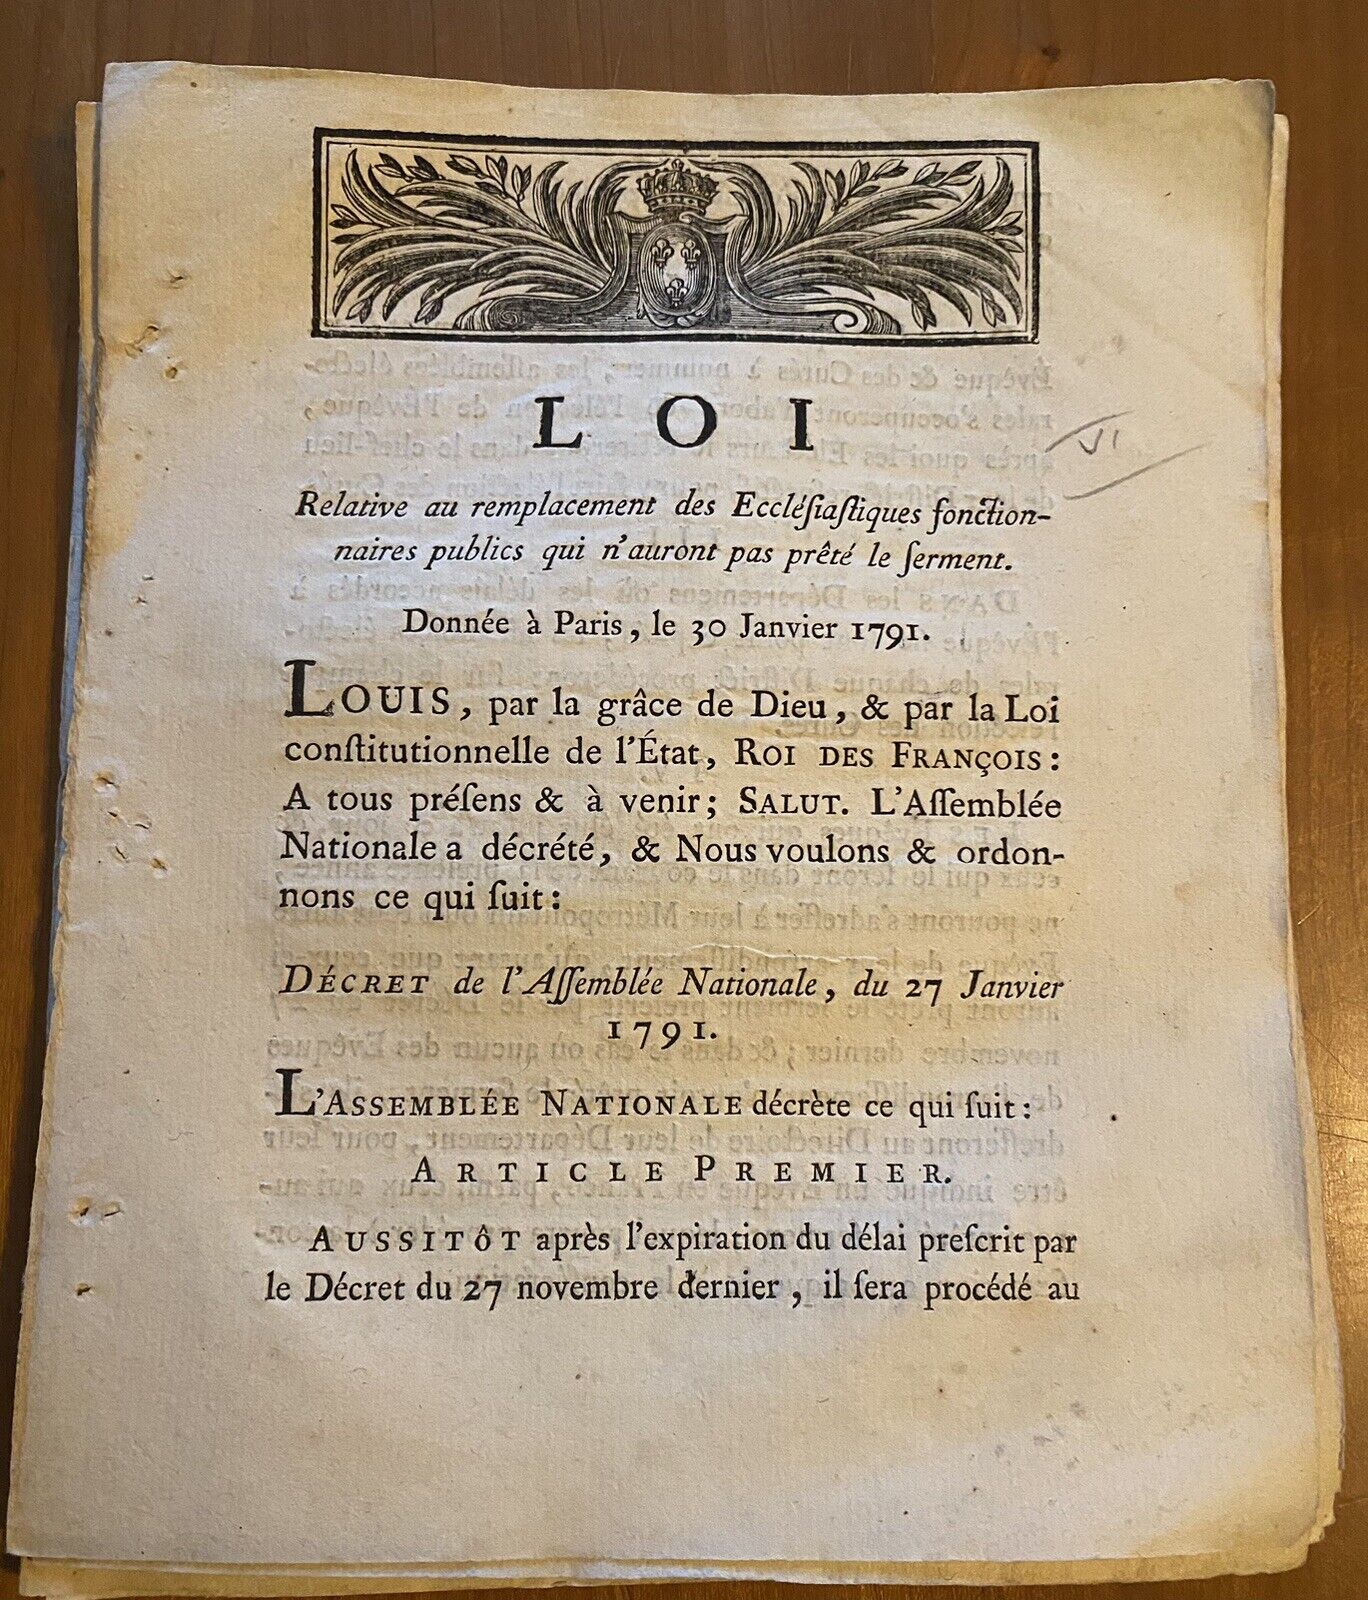 LOI
Relative au remplacement des Eccléſiaſtiques fonction-
naires publics qui n'auront pas prêté le ſerment.
Donnée à Paris, le 30 Janvier 1791.
LOUIS, par la grâce de Dieu, & par la Loi
conſtitutionnelle de l'État, ROI DES FRANÇOIS:
A tous préſens & à venir; SALUT. L'Aſſemblée
Nationale a décrété, & Nous voulons & ordon-
nons ce qui ſuit:
DÉCRET de l'Aſſemblée Nationale, du 27 Janvier
1791.
L'ASSEMBLÉE NATIONALE décrète ce qui ſuit:
ARTICLE PREMIER.
AUSSITÔT après l'expiration du délai preſcrit par
le Décret du 27 novembre dernier, il ſera procédé au